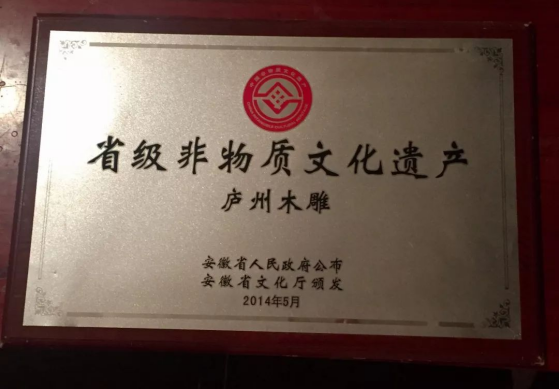 省级非物质文化遗产
庐州木雕
安徽省人民政府公布
安徽省文化厅颁发
2014年5月